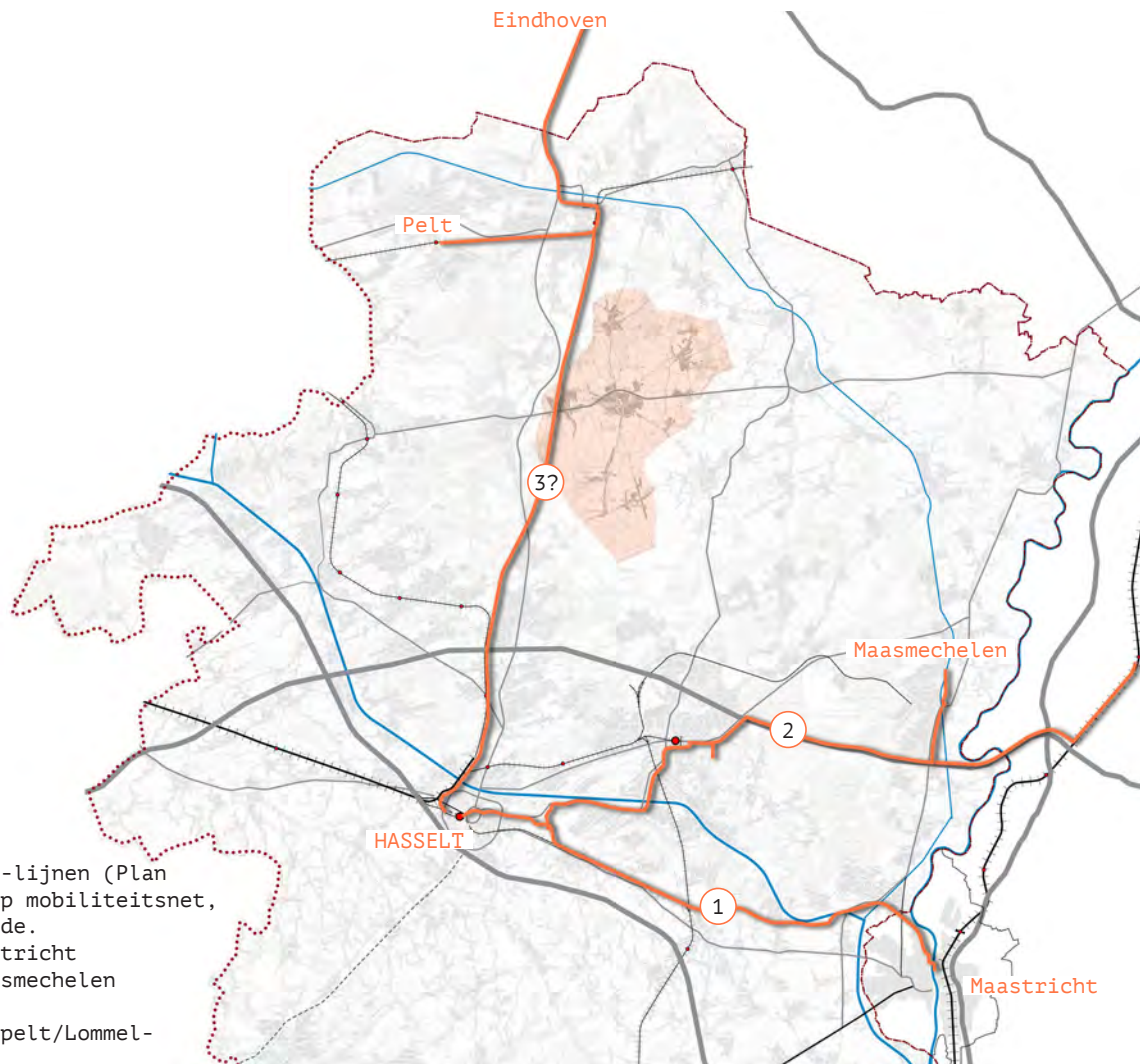 Eindhoven
Pelt
3?
Maasmechelen
2
HASSELT
1
Maastricht
-lijnen (Plan
p mobiliteitsnet,
de.
tricht
smechelen
pelt/Lommel-